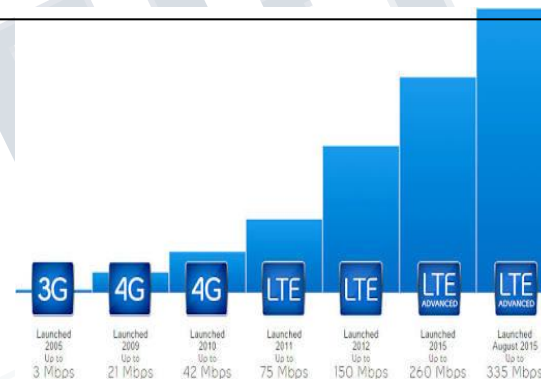 3G
4G
4G
LTE
LTE
LTE
ADVANCED
LTE
ADVANCED
Launched
2005
Up to
3 Mbps
Launched
2009
Up to
21 Mbps
Launched
2010
Up to
42 Mbps
Launched
2011
Up to
75 Mbps
Launched
2012
Up to
150 Mbps
Launched
2015
Up to
260 Mbps
Launched
August 2015
Up to
335 Mbps